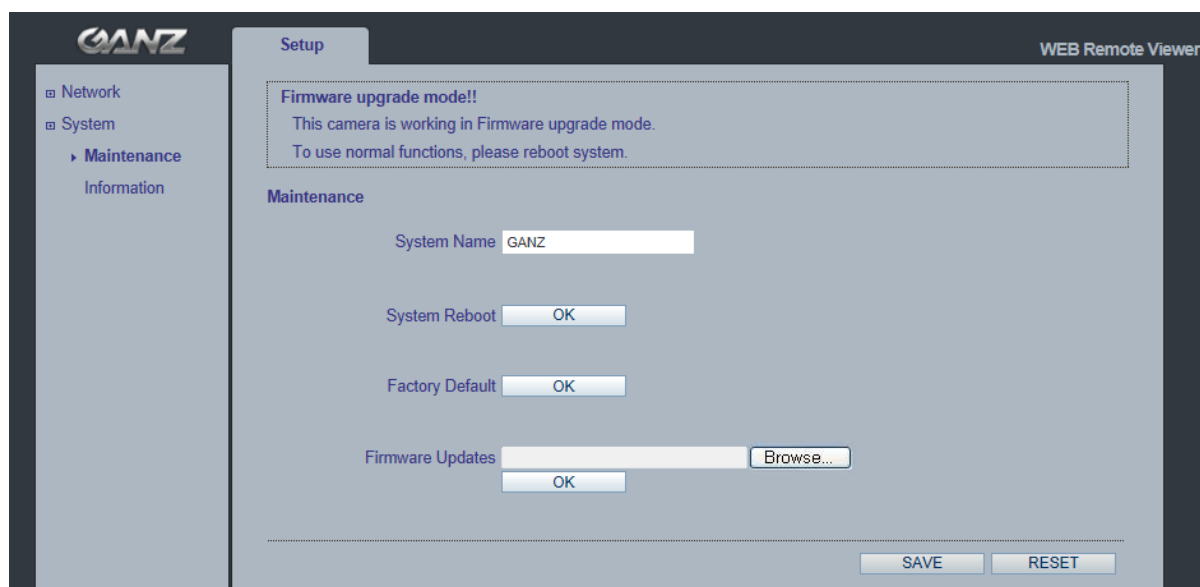 GANZ
Setup
WEB Remote Viewer
Network
System
Maintenance
Information
Firmware upgrade mode!!
This camera is working in Firmware upgrade mode.
To use normal functions, please reboot system.
Maintenance
System Name GANZ
System Reboot OK
Factory Default OK
Firmware Updates Browse...
OK
SAVE RESET